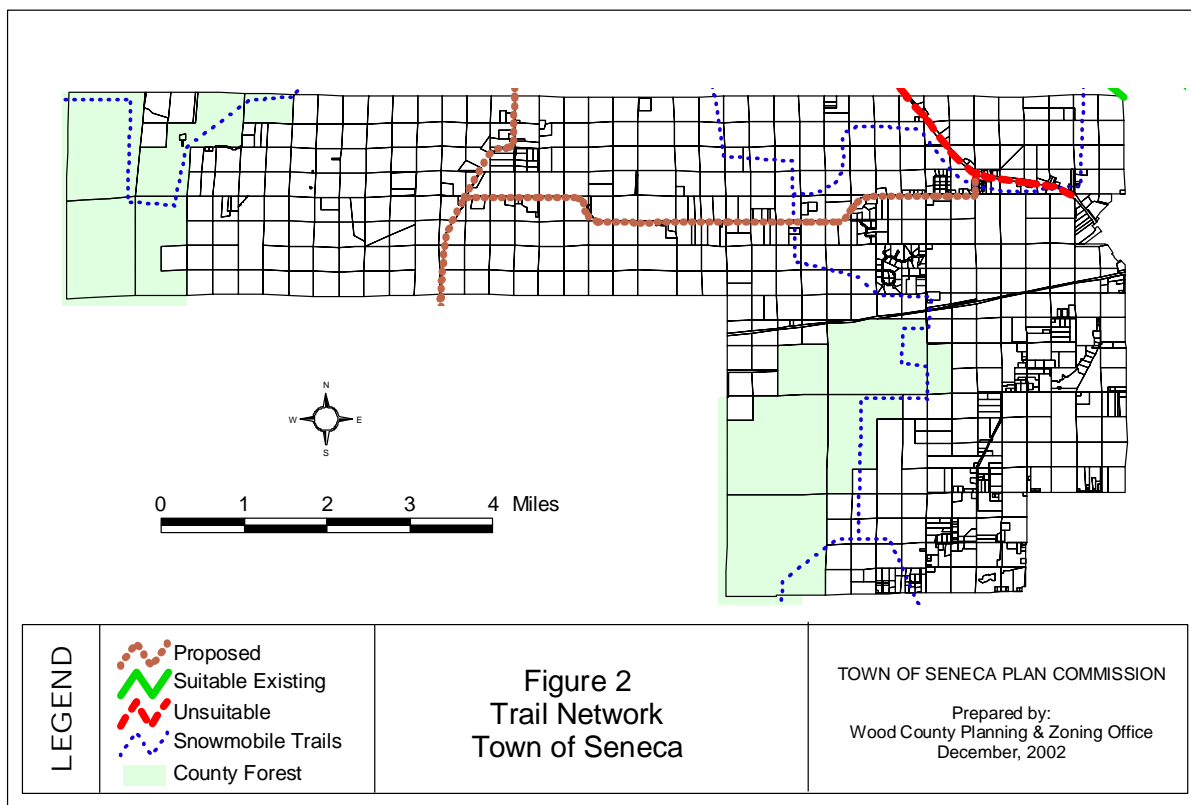 N
W E
S
0 1 2 3 4 Miles
LEGEND
Proposed
Suitable Existing
Unsuitable
Snowmobile Trails
County Forest
Figure 2
Trail Network
Town of Seneca
TOWN OF SENECA PLAN COMMISSION
Prepared by:
Wood County Planning & Zoning Office
December, 2002